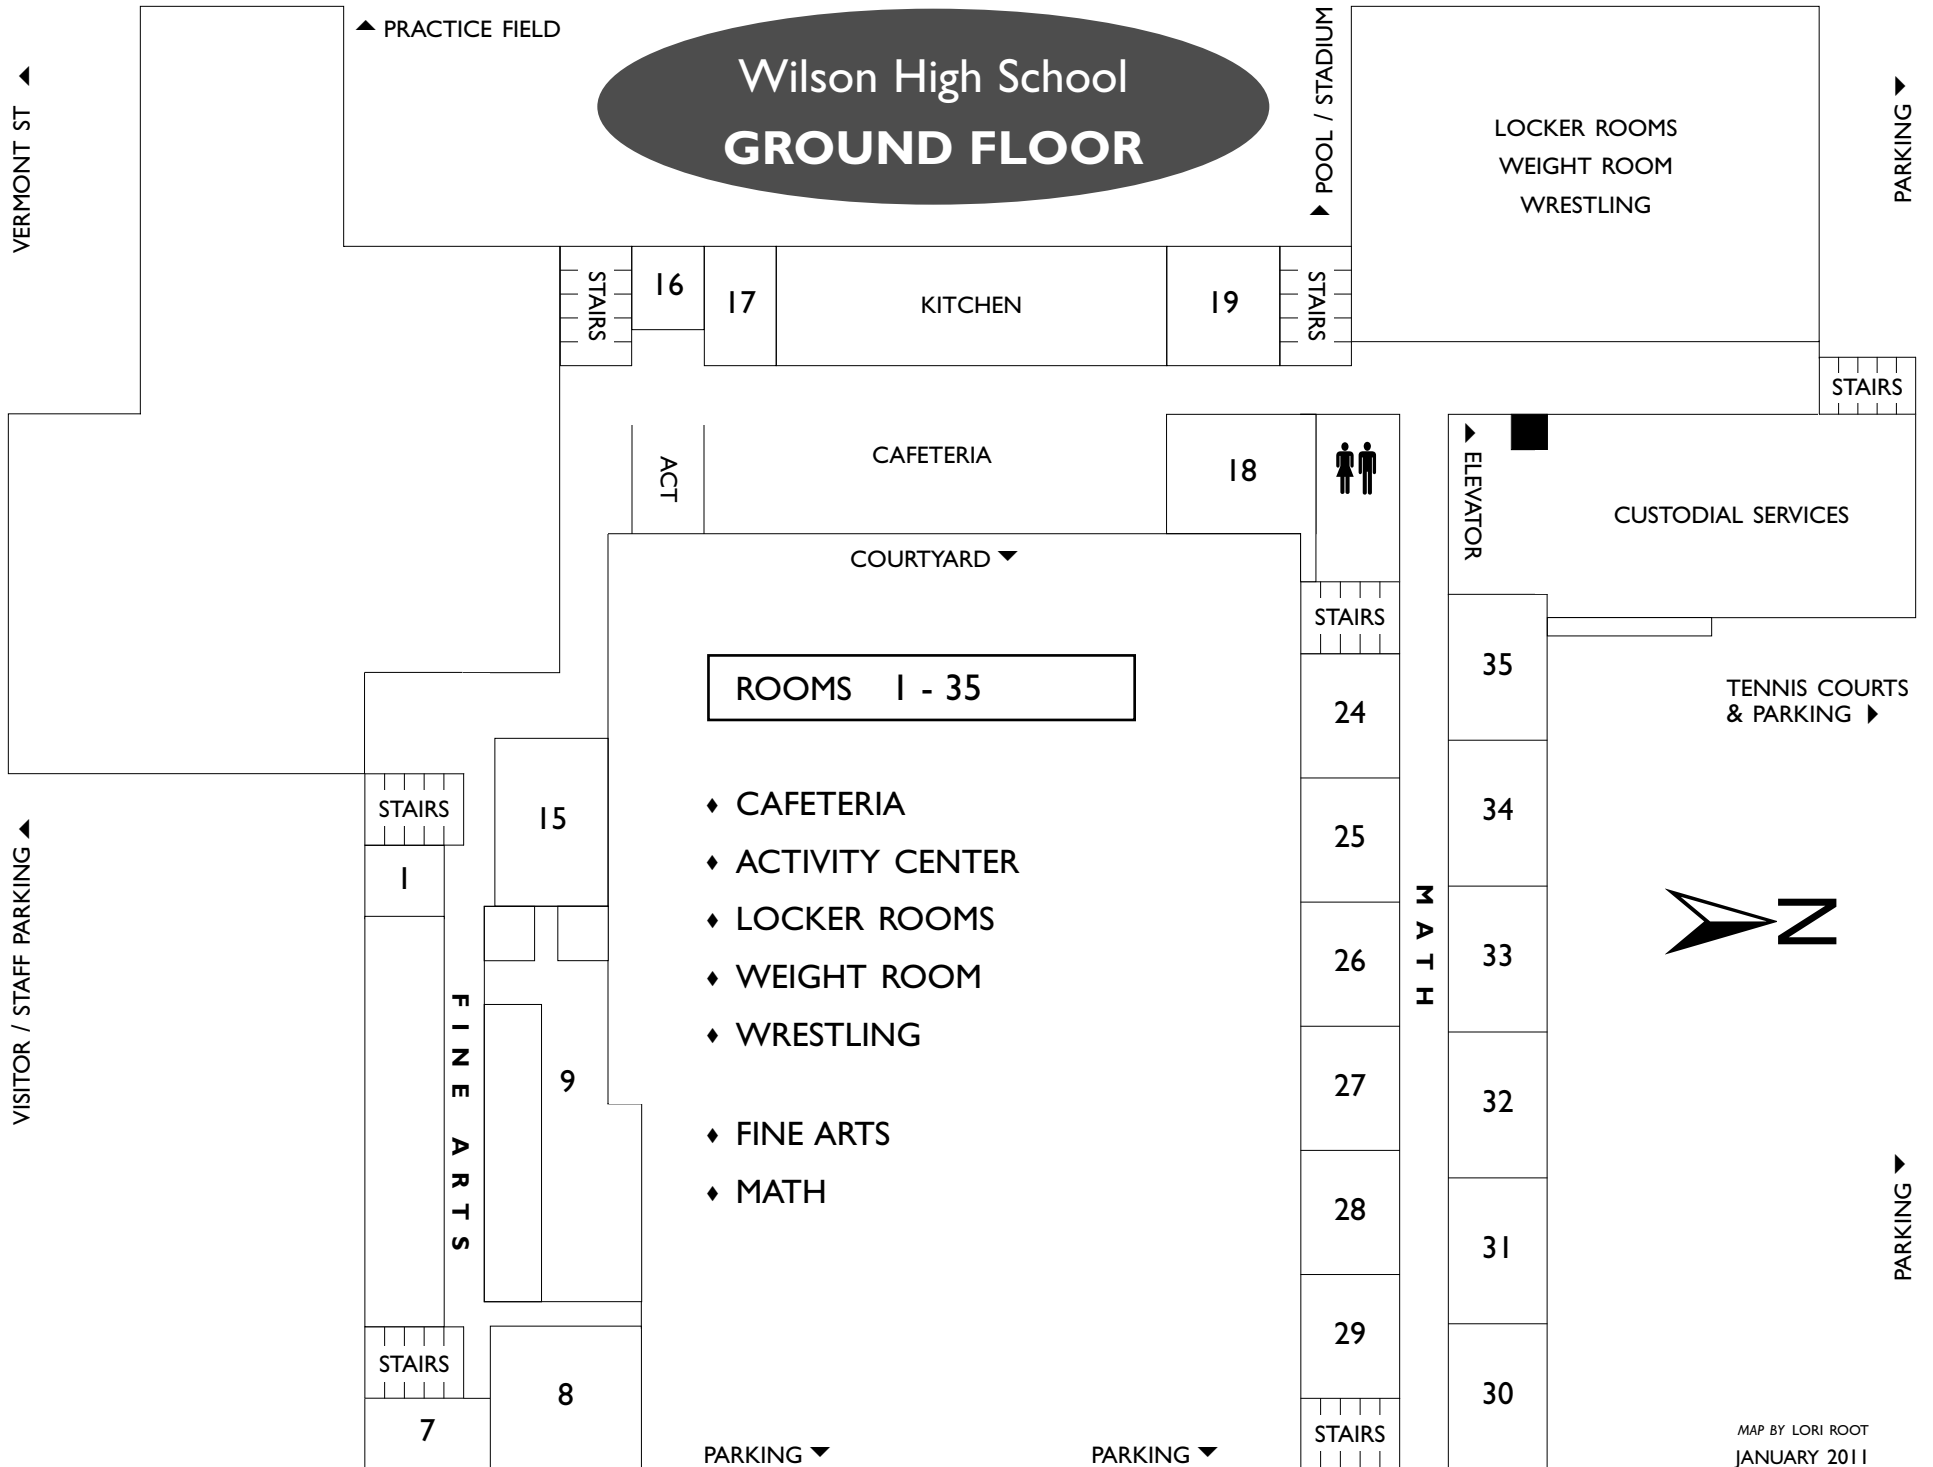 PRACTICE FIELD
Wilson High School
GROUND FLOOR
POOL / STADIUM
VERMONT ST
LOCKER ROOMS
WEIGHT ROOM
WRESTLING
PARKING
STAIRS
16
17
KITCHEN
19
STAIRS
STAIRS
ACT
CAFETERIA
18
ELEVATOR
CUSTODIAL SERVICES
COURTYARD
STAIRS
ROOMS 1 - 35
24
35
TENNIS COURTS
& PARKING
STAIRS
15
CAFETERIA
25
34
1
ACTIVITY CENTER
LOCKER ROOMS
WEIGHT ROOM
WRESTLING
VISITOR / STAFF PARKING
FINE ARTS
9
26
MATH
33
N
27
32
FINE ARTS
MATH
28
31
PARKING
29
STAIRS
8
30
7
STAIRS
PARKING
PARKING
MAP BY LORI ROOT
JANUARY 2011